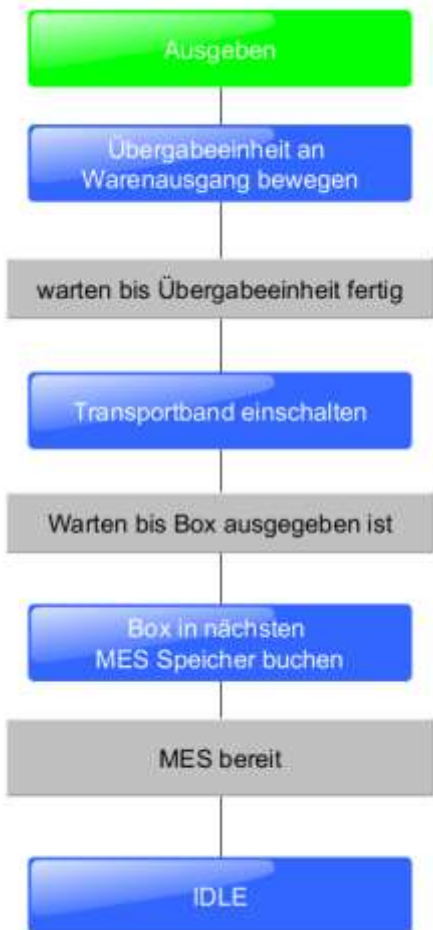 Ausgeben
Übergabeeinheit an
Warenausgang bewegen
warten bis Übergabeeinheit fertig
Transportband einschalten
Warten bis Box ausgegeben ist
Box in nächsten
MES Speicher buchen
MES bereit
IDLE